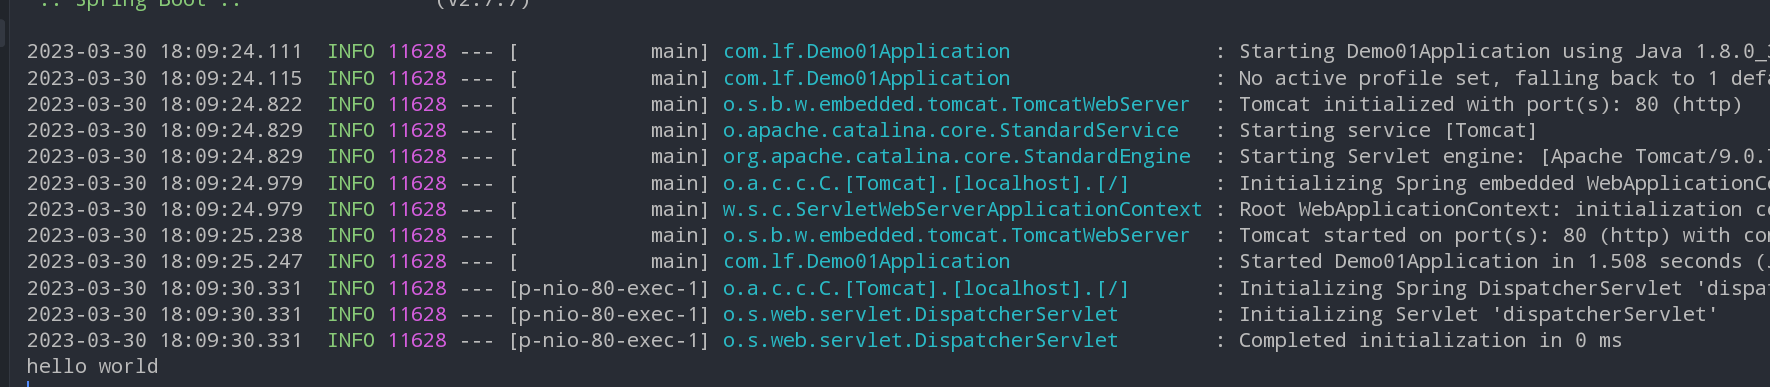 :: Spring Boot ::                (v2.7.7)
2023-03-30 18:09:24.111  INFO 11628 --- [           main] com.lf.Demo01Application                 : Starting Demo01Application using Java 1.8.0_
2023-03-30 18:09:24.115  INFO 11628 --- [           main] com.lf.Demo01Application                 : No active profile set, falling back to 1 defa
2023-03-30 18:09:24.822  INFO 11628 --- [           main] o.s.b.w.embedded.tomcat.TomcatWebServer  : Tomcat initialized with port(s): 80 (http)
2023-03-30 18:09:24.829  INFO 11628 --- [           main] o.apache.catalina.core.StandardService   : Starting service [Tomcat]
2023-03-30 18:09:24.829  INFO 11628 --- [           main] org.apache.catalina.core.StandardEngine  : Starting Servlet engine: [Apache Tomcat/9.0.
2023-03-30 18:09:24.979  INFO 11628 --- [           main] o.a.c.c.C.[Tomcat].[localhost].[/]       : Initializing Spring embedded WebApplicationC
2023-03-30 18:09:24.979  INFO 11628 --- [           main] w.s.c.ServletWebServerApplicationContext : Root WebApplicationContext: initialization c
2023-03-30 18:09:25.238  INFO 11628 --- [           main] o.s.b.w.embedded.tomcat.TomcatWebServer  : Tomcat started on port(s): 80 (http) with con
2023-03-30 18:09:25.247  INFO 11628 --- [           main] com.lf.Demo01Application                 : Started Demo01Application in 1.508 seconds (
2023-03-30 18:09:30.331  INFO 11628 --- [p-nio-80-exec-1] o.a.c.c.C.[Tomcat].[localhost].[/]       : Initializing Spring DispatcherServlet 'dispa
2023-03-30 18:09:30.331  INFO 11628 --- [p-nio-80-exec-1] o.s.web.servlet.DispatcherServlet        : Initializing Servlet 'dispatcherServlet'
2023-03-30 18:09:30.331  INFO 11628 --- [p-nio-80-exec-1] o.s.web.servlet.DispatcherServlet        : Completed initialization in 0 ms
hello world